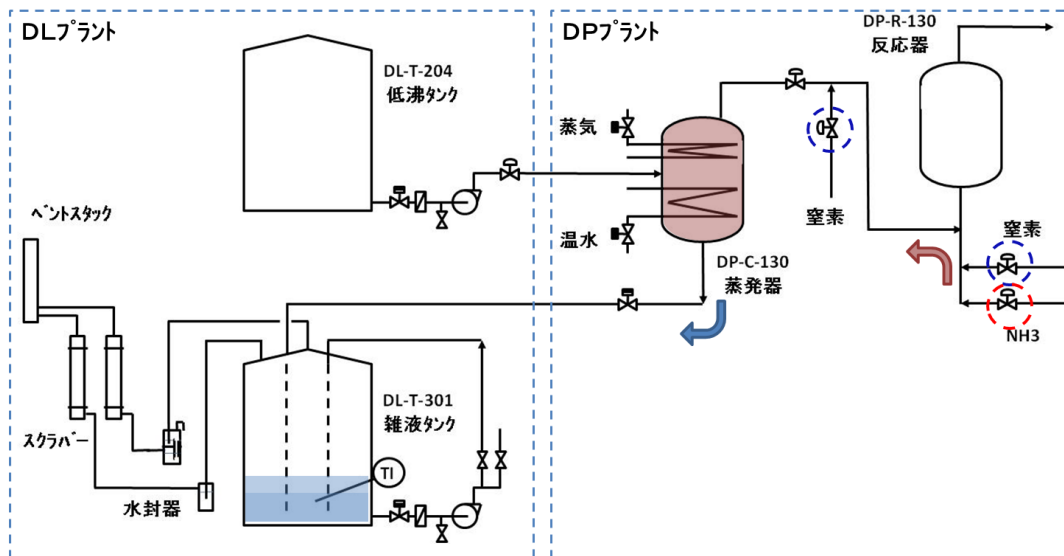 DLプラント
DL-T-204
低沸タンク
ベントスタック
スクラバー
水封器
DL-T-301
雑液タンク
TI
DPプラント
DP-R-130
反応器
蒸気
温水
窒素
DP-C-130
蒸発器
窒素
NH3